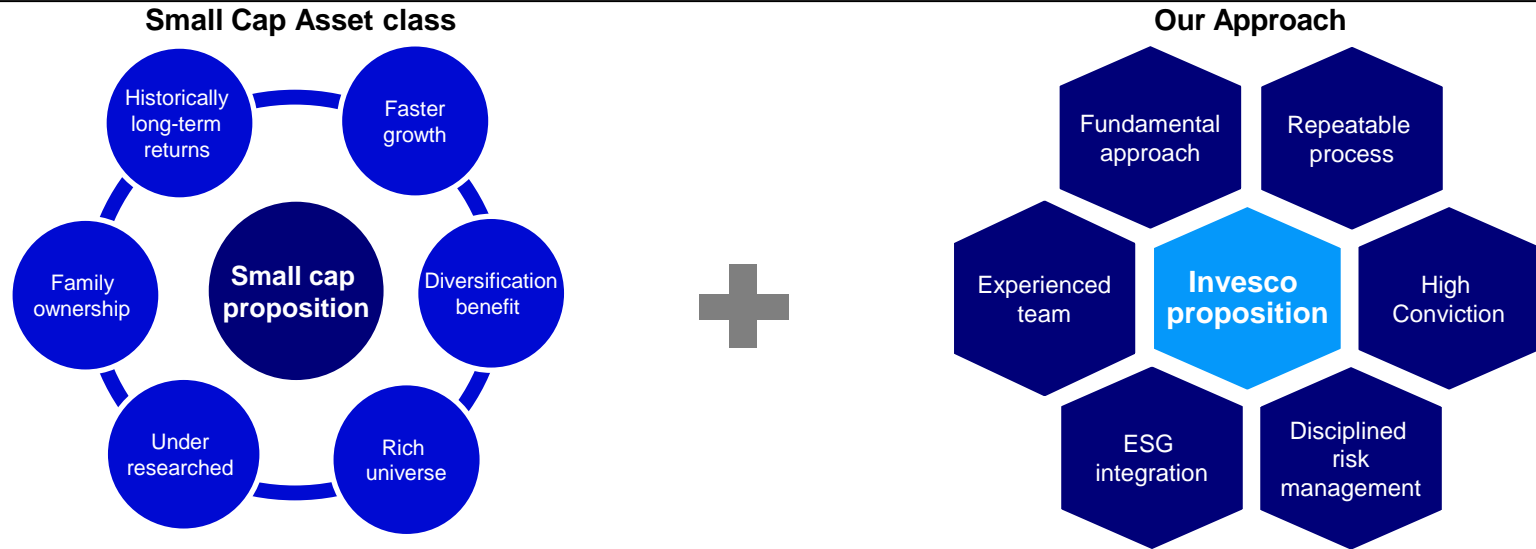 Small Cap Asset class
Historically
long-term
returns
Faster
growth
Family
ownership
Small cap
proposition
Diversification
benefit
Under
researched
Rich
universe
Our Approach
Fundamental
approach
Repeatable
process
Experienced
team
Invesco
proposition
High
Conviction
ESG
integration
Disciplined
risk
management